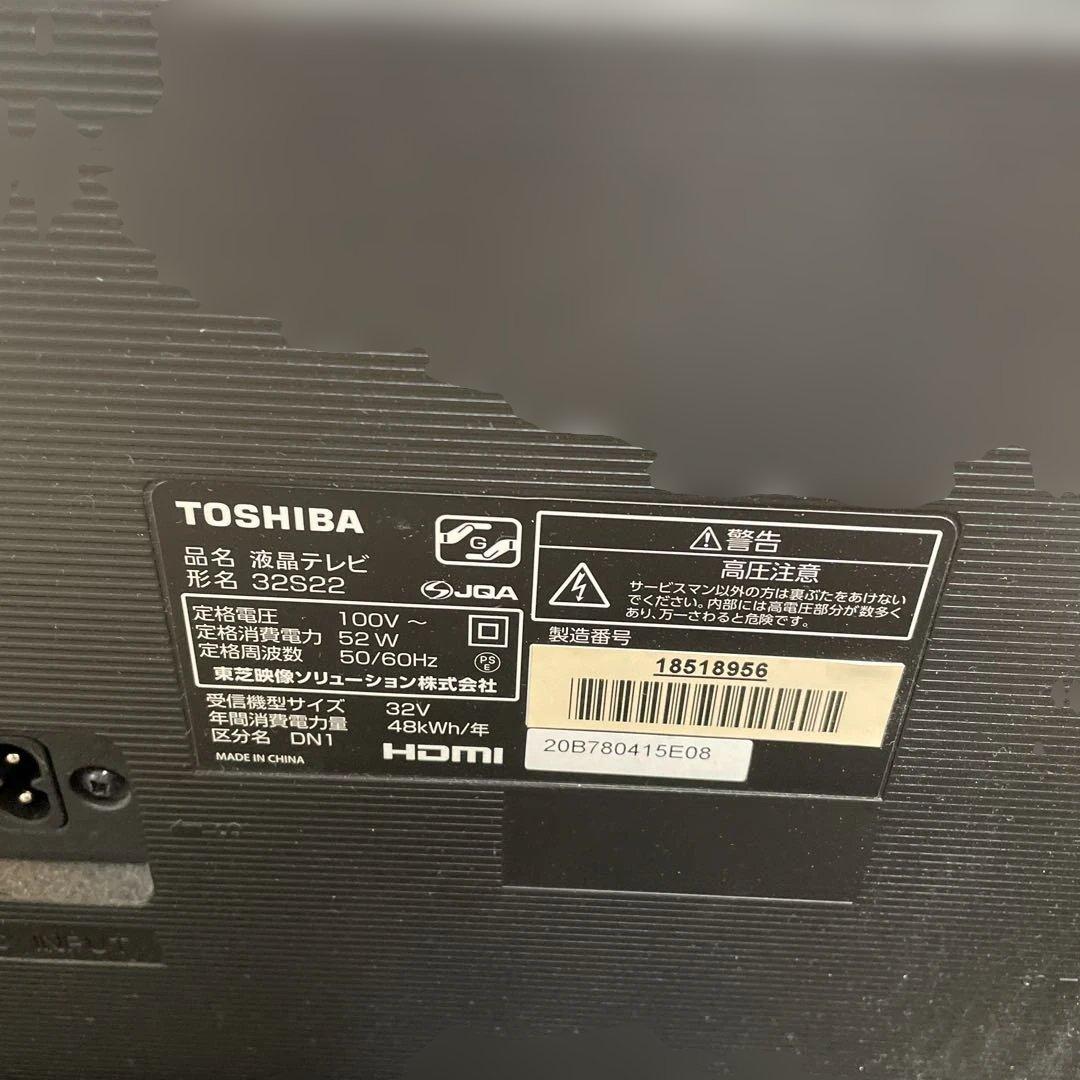 TOSHIBA
品名 液晶テレビ
形名 32S22
G
JQA
定格電圧 100V ～
定格消費電力 52W
定格周波数 50/60Hz
PS
E
東芝映像ソリューション株式会社
受信機型サイズ 32V
年間消費電力量 48kWh/年
区分名 DN1
MADE IN CHINA
HDMI
警告
高圧注意
サービスマン以外の方は裏ぶたをあけない
でください。内部には高電圧部分が数多く
あり、万一さわると危険です。
製造番号
18518956
20B780415E08
INPUT